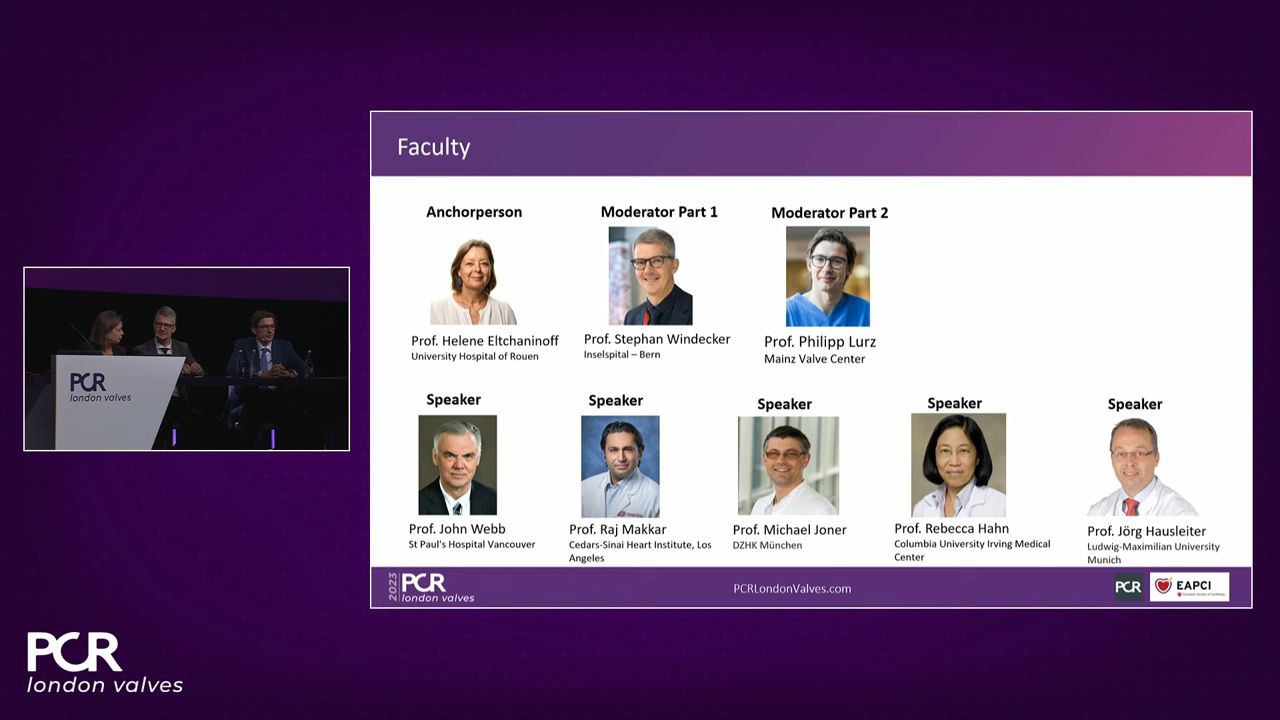 Faculty
Anchorperson
Moderator Part 1
Moderator Part 2
Prof. Helene Eltchaninoff
University Hospital of Rouen
Prof. Stephan Windecker
Inselspital – Bern
Prof. Philipp Lurz
Mainz Valve Center
Speaker
Speaker
Speaker
Speaker
Speaker
Prof. John Webb
St Paul's Hospital Vancouver
Prof. Raj Makkar
Cedars-Sinai Heart Institute, Los
Angeles
Prof. Michael Joner
DZHK München
Prof. Rebecca Hahn
Columbia University Irving Medical
Center
Prof. Jörg Hausleiter
Ludwig-Maximilian University
Munich
2023
PCR
london valves
PCRLondonValves.com
PCR
EAPCI
PCR
london valves
PCR
london valves